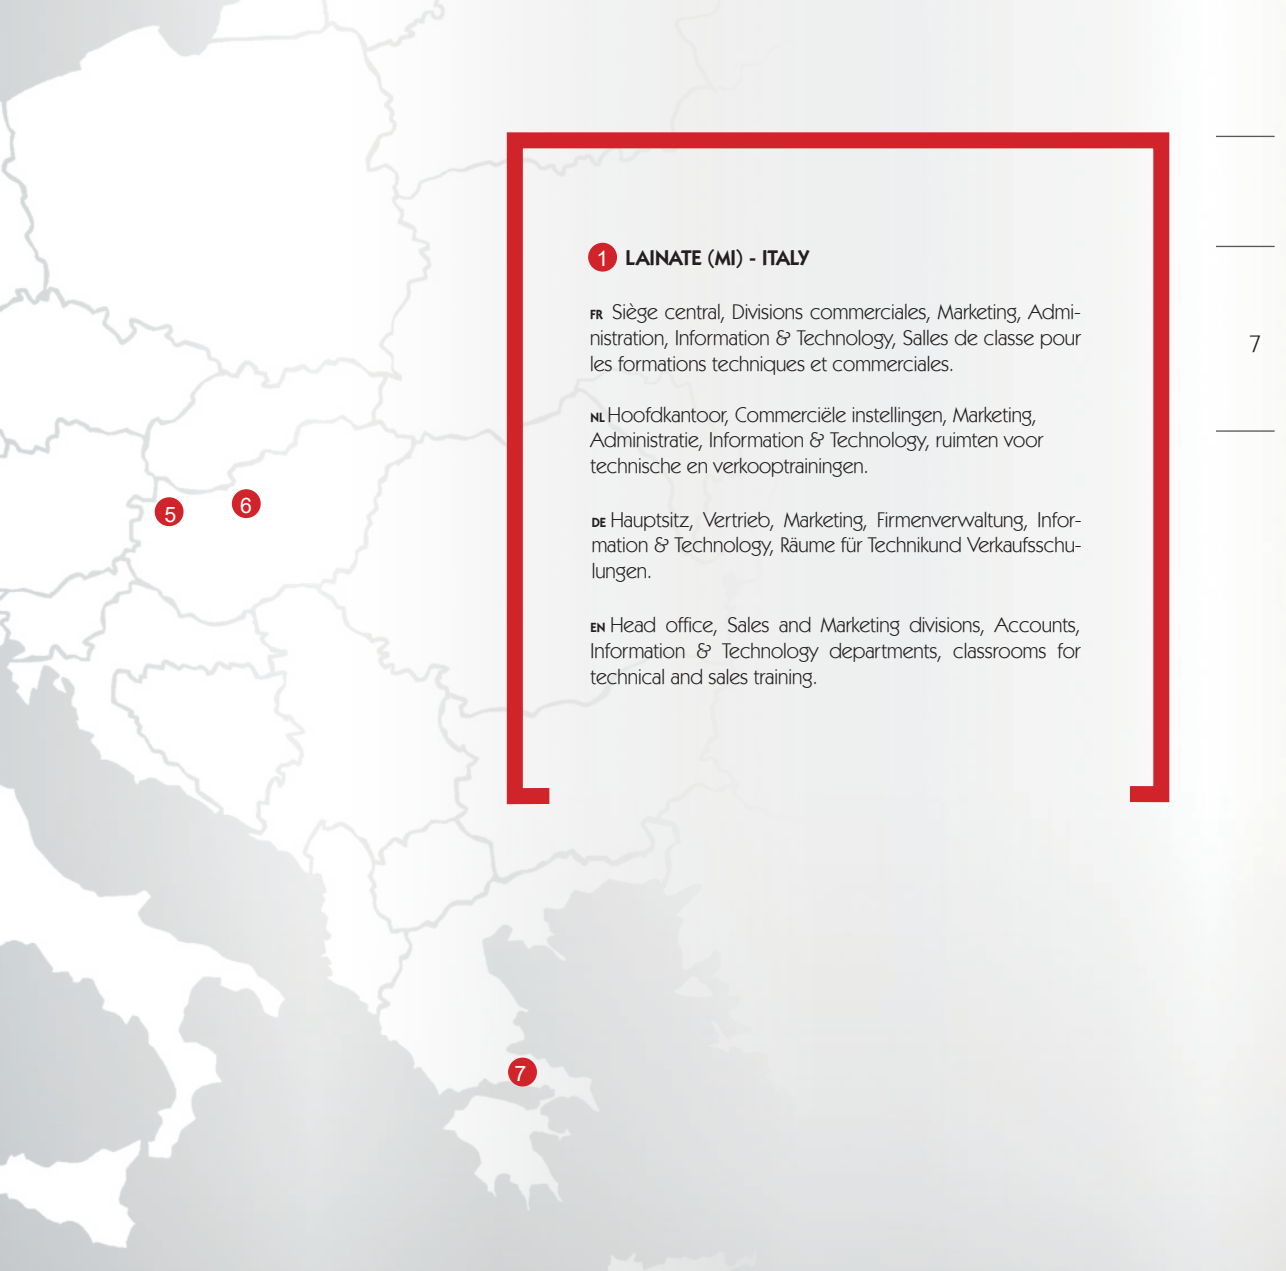 1 LAINATE (MI) - ITALY
FR Siège central, Divisions commerciales, Marketing, Admi-
nistration, Information & Technology, Salles de classe pour
les formations techniques et commerciales.
7
NL Hoofdkantoor, Commerciële instellingen, Marketing,
Administratie, Information & Technology, ruimten voor
technische en verkooptrainingen.
5
6
DE Hauptsitz, Vertrieb, Marketing, Firmenverwaltung, Infor-
mation & Technology, Räume für Technikund Verkaufsschu-
lungen.
EN Head office, Sales and Marketing divisions, Accounts,
Information & Technology departments, classrooms for
technical and sales training.
7